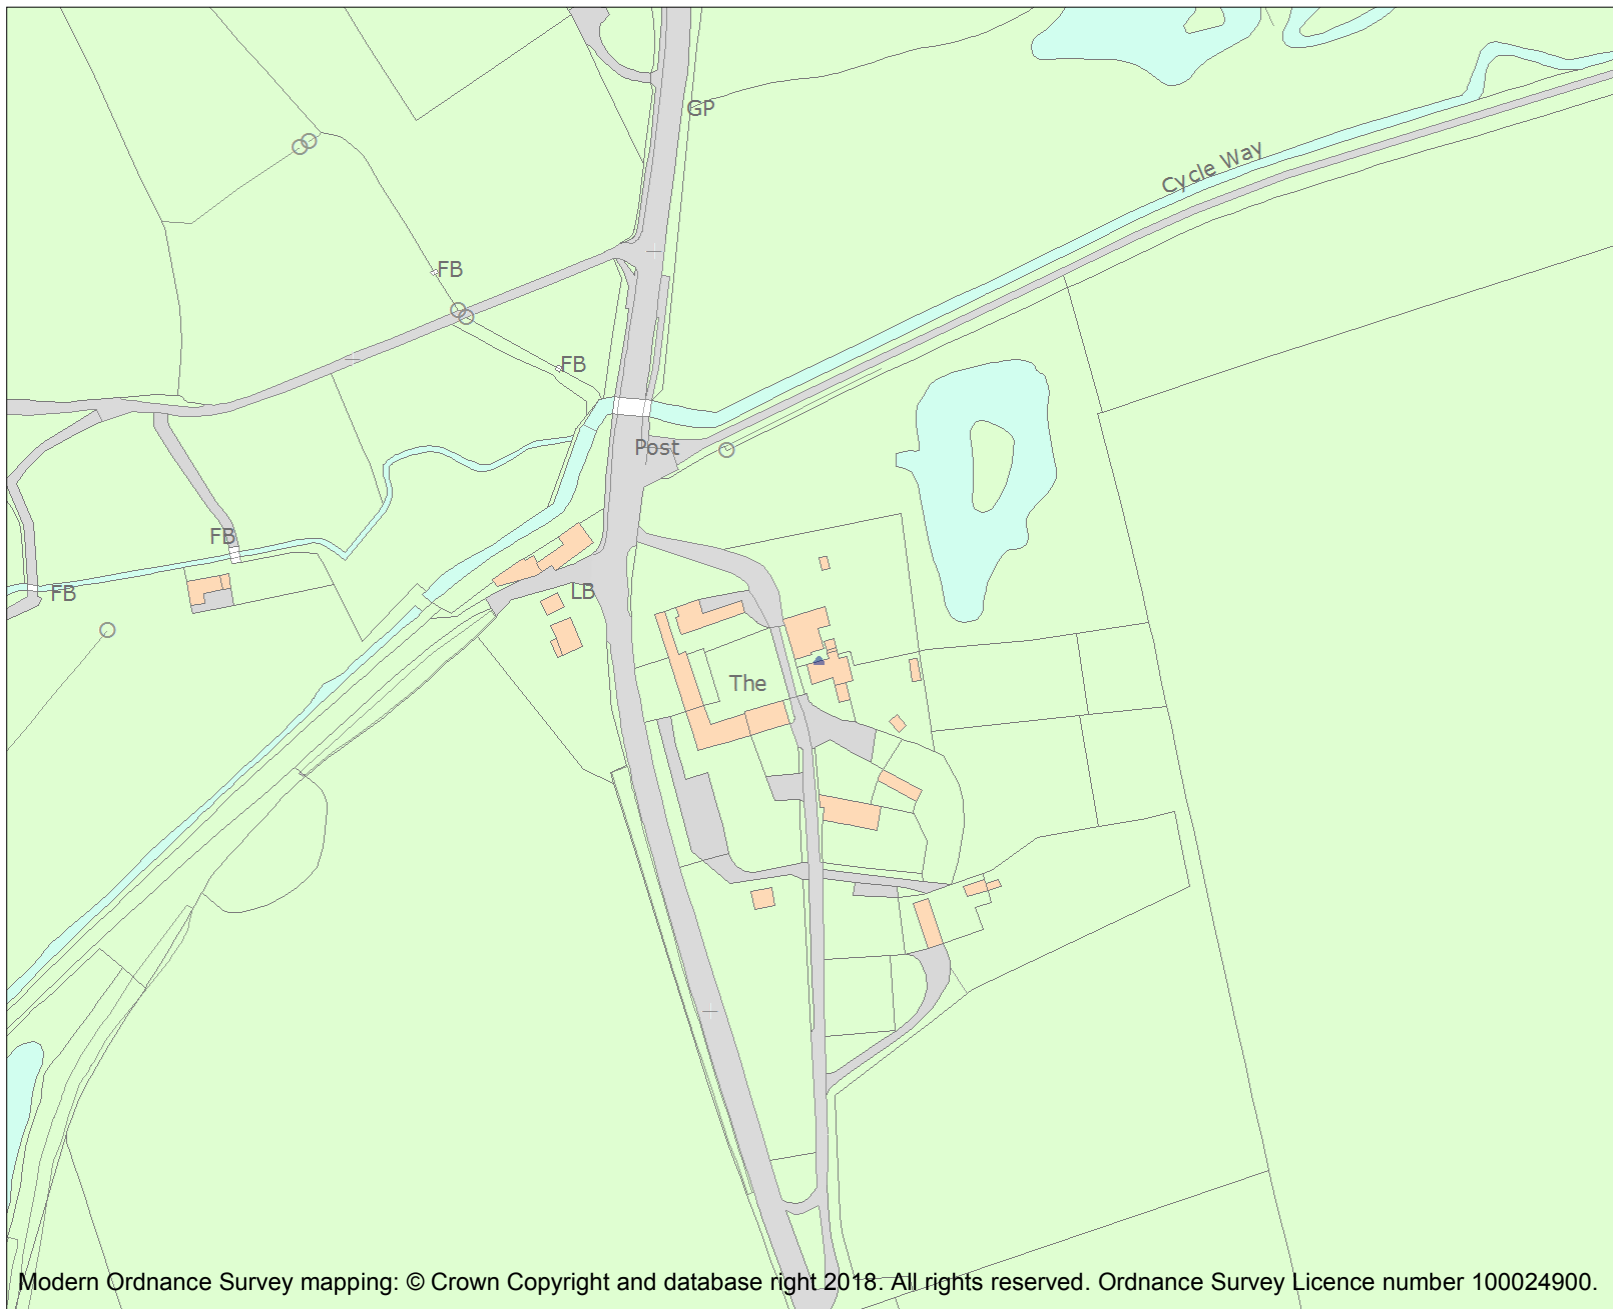 GP
Cycle Way
FB
FB
Post
FB
FB
LB
The
Modern Ordnance Survey mapping: © Crown Copyright and database right 2018. All rights reserved. Ordnance Survey Licence number 100024900.